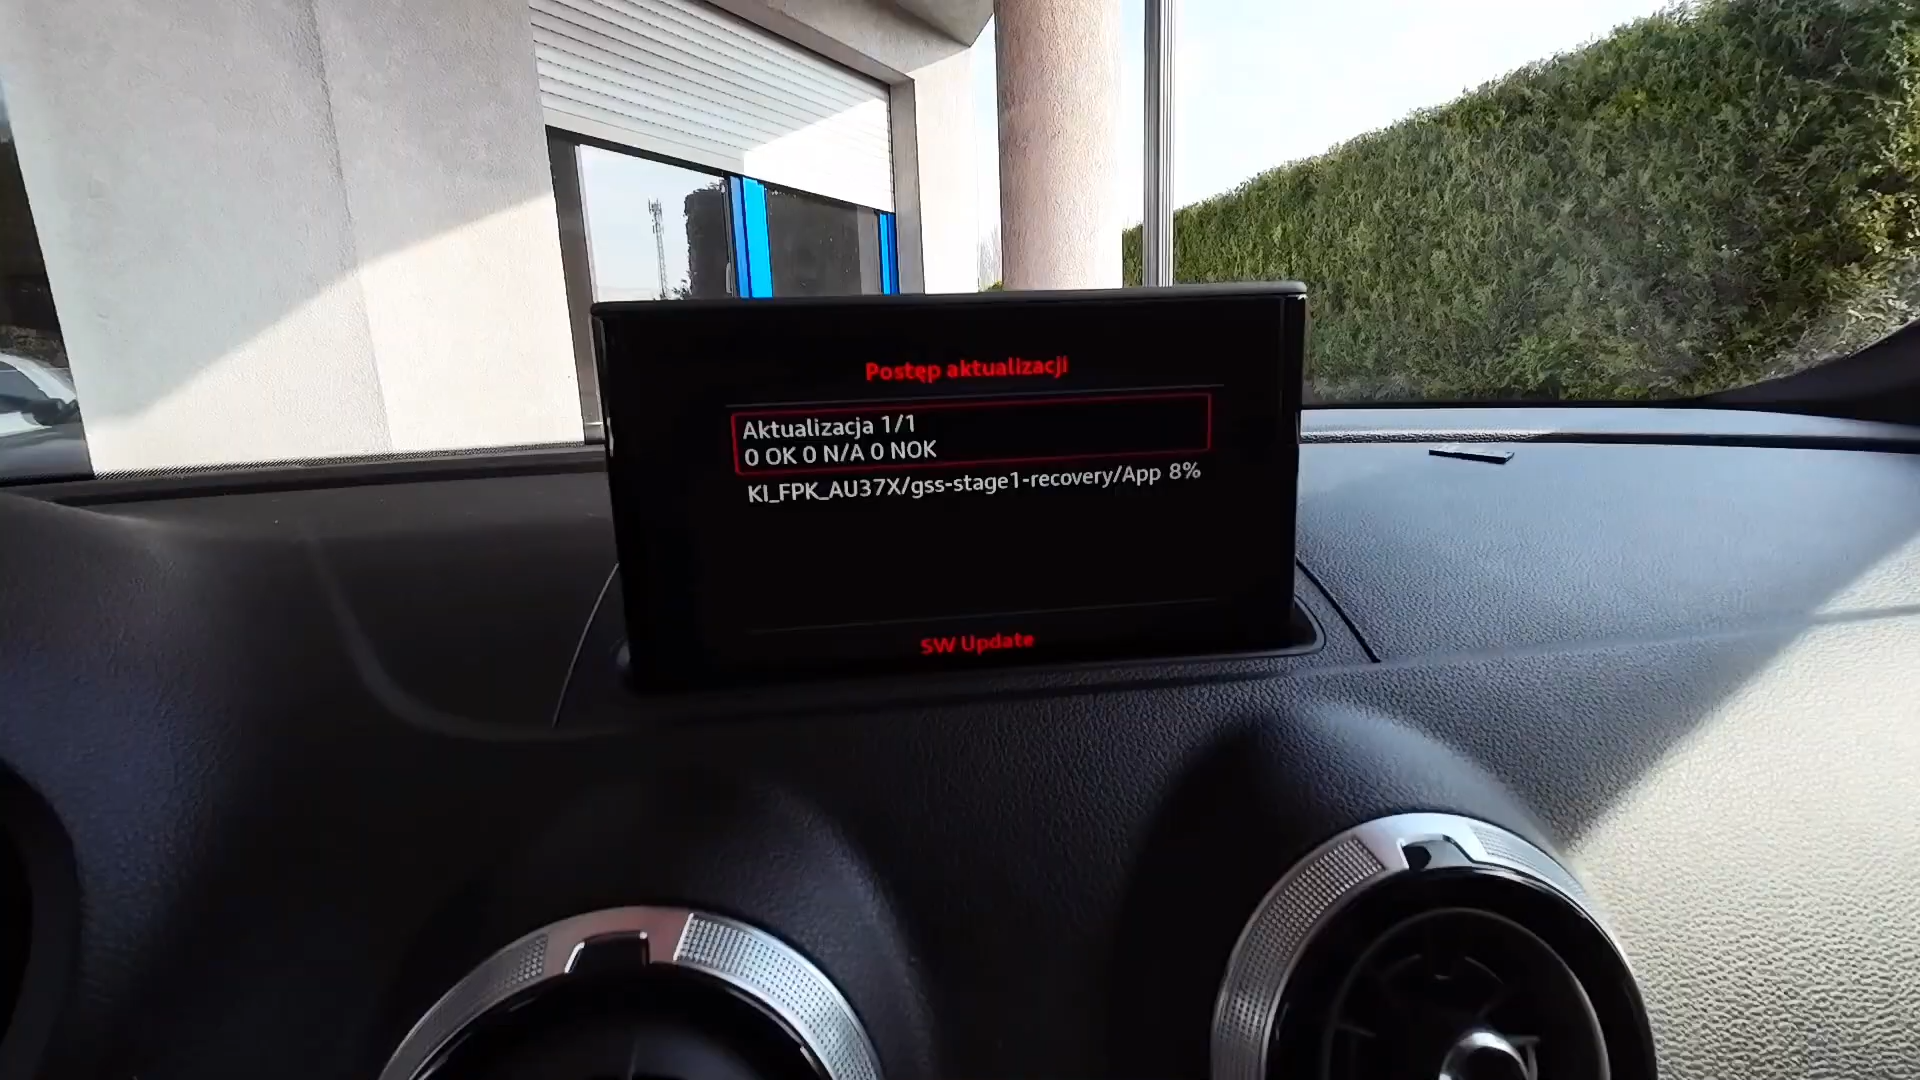 Postęp aktualizacji
Aktualizacja 1/1
0 OK 0 N/A 0 NOK
KI_FPK_AU37X/gss-stage1-recovery/App 8%
SW Update